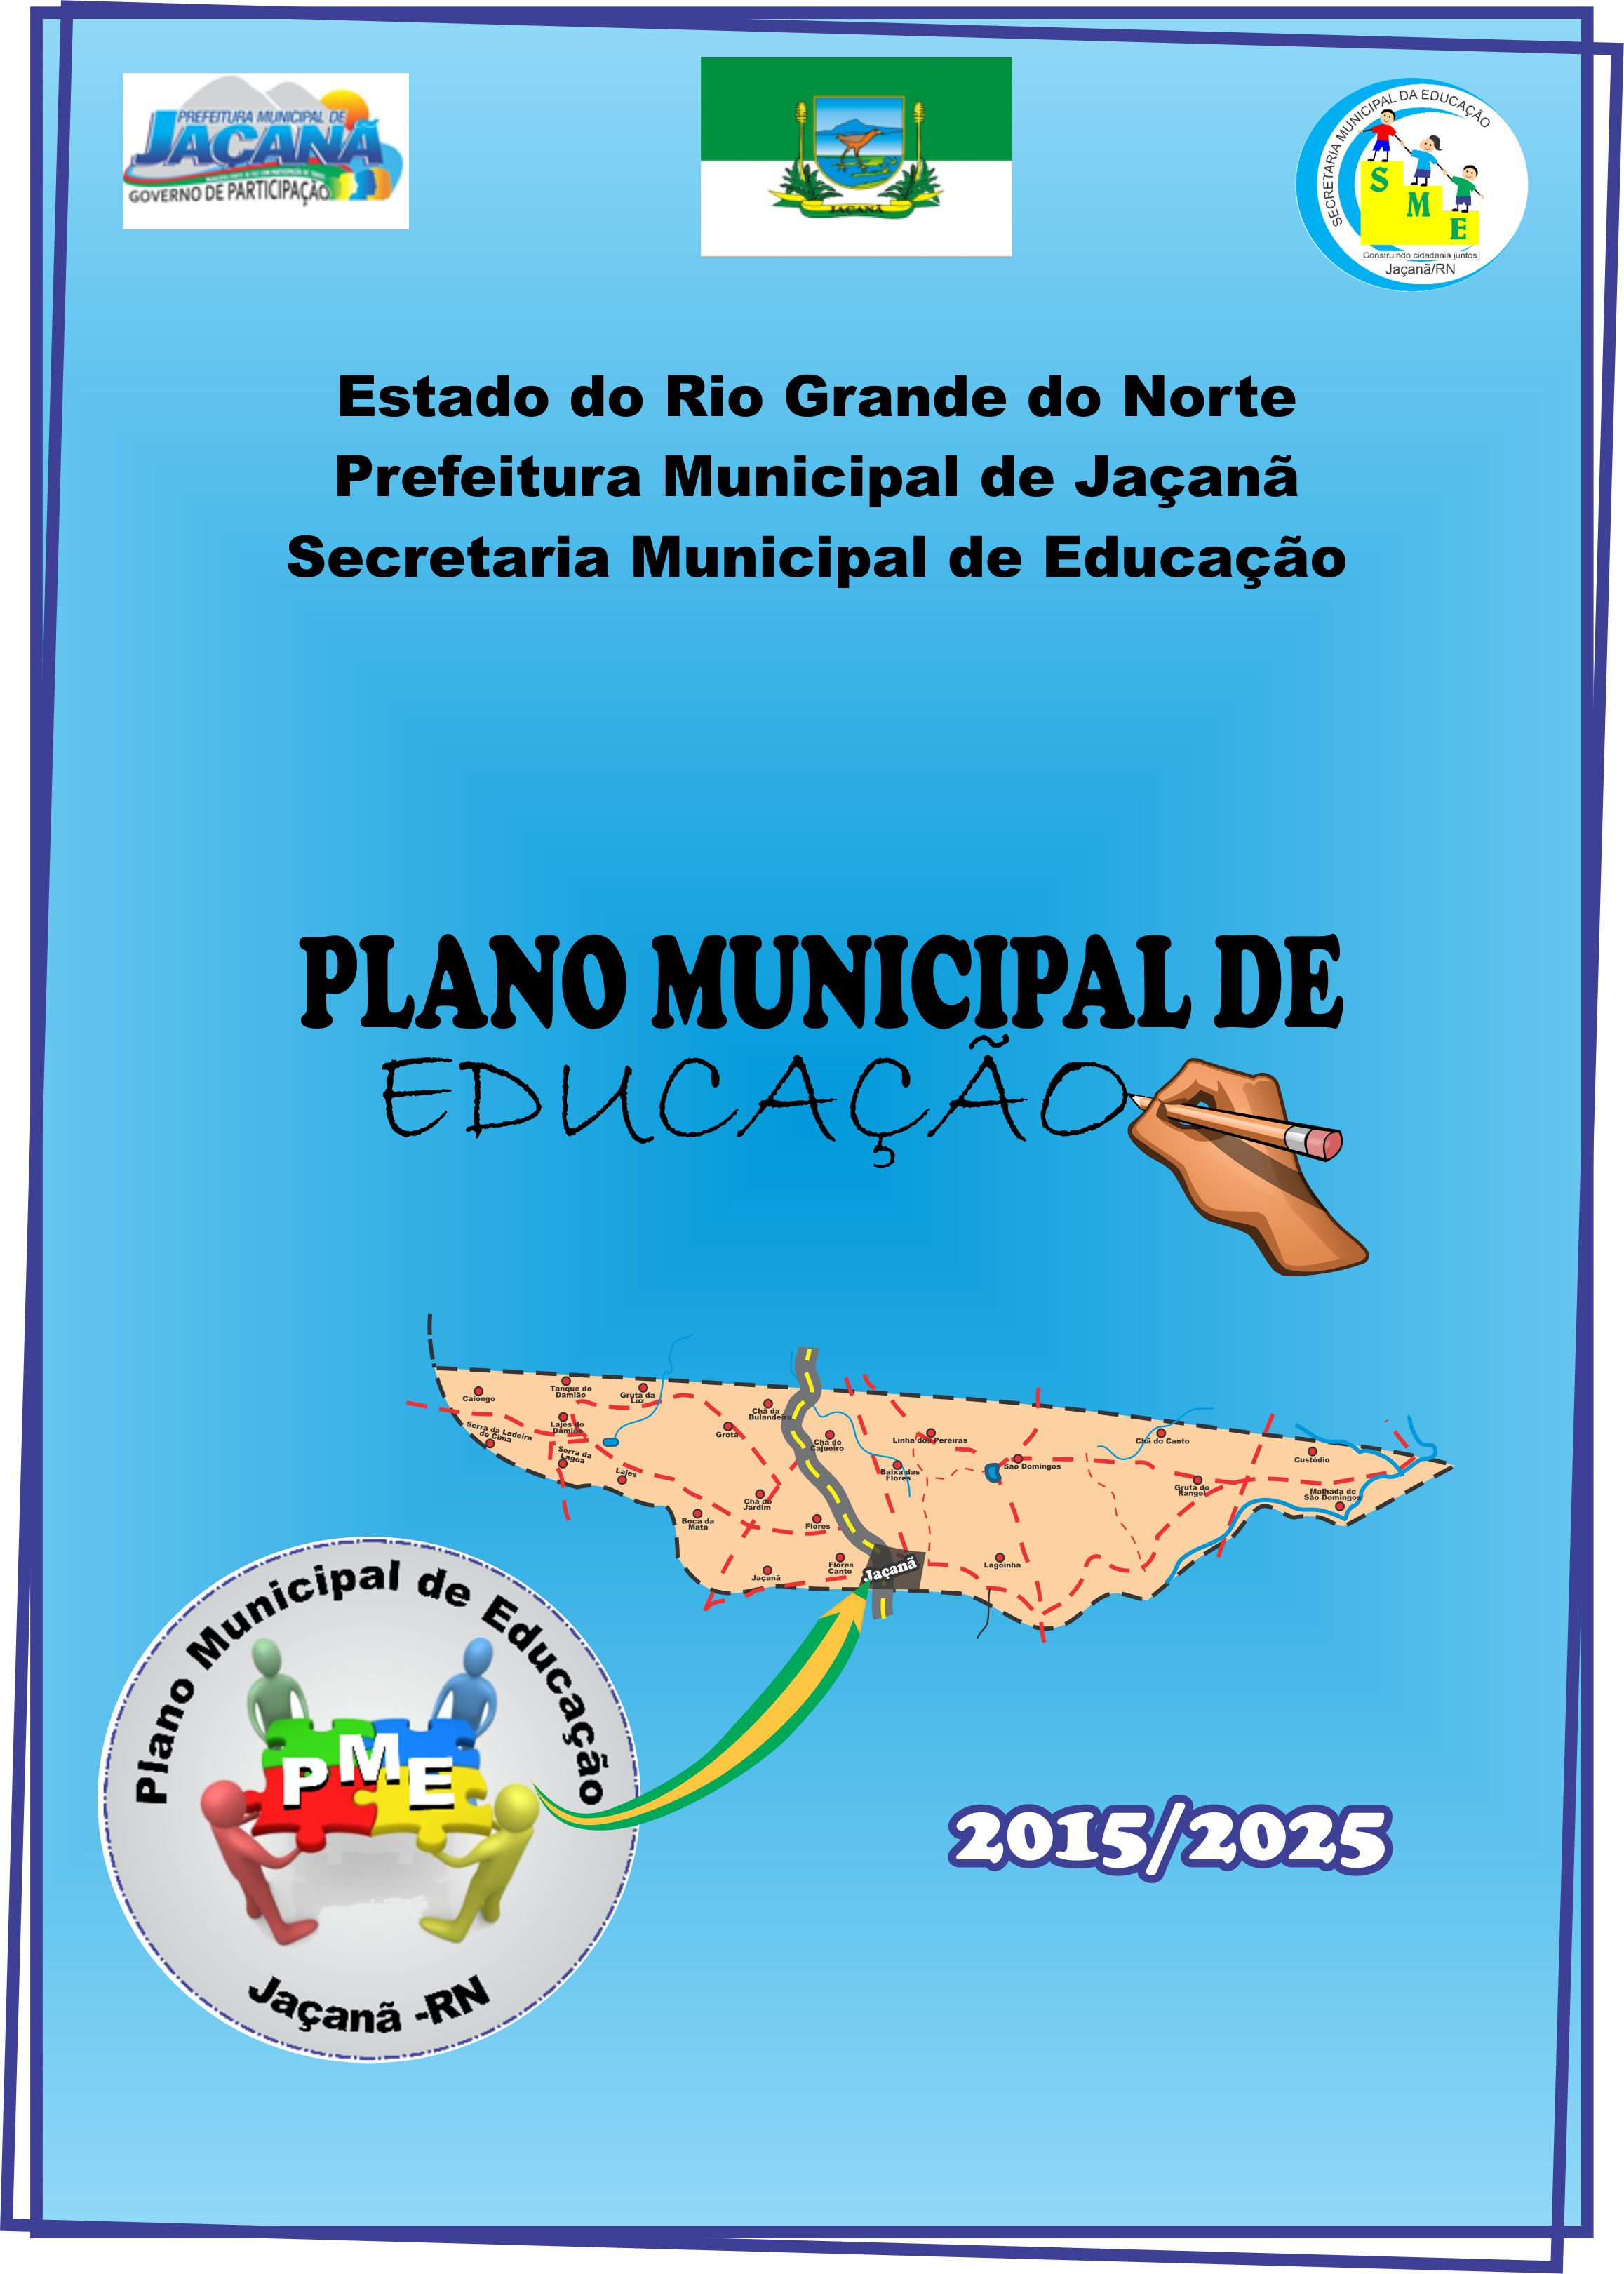 PREFEITURA MUNICIPAL DE
JAÇANÃ
GOVERNO DE PARTICIPAÇÃO
JAÇANÃ
SECRETARIA MUNICIPAL DA EDUCAÇÃO
S
M
E
Construindo cidadania juntos
Jaçanã/RN
Estado do Rio Grande do Norte
Prefeitura Municipal de Jaçanã
Secretaria Municipal de Educação
PLANO MUNICIPAL DE
EDUCAÇÃO
Caiongo
Tanque do
Damião
Gruta da
Luz
Serra da Ladeira
de Cima
Lajes do
Damião
Serra da
Lagoa
Lajes
Chã da
Bulandeira
Grota
Chã do
Cajueiro
Linha dos Pereiras
Baixa das
Flores
São Domingos
Chã do Canto
Custódio
Gruta do
Rangel
Malhada de
São Domingos
Chã do
Jardim
Boca da
Mata
Flores
Flores
Canto
Jaçanã
Jaçanã
Lagoinha
Plano Municipal de Educação
PME
Jaçanã -RN
2015/2025